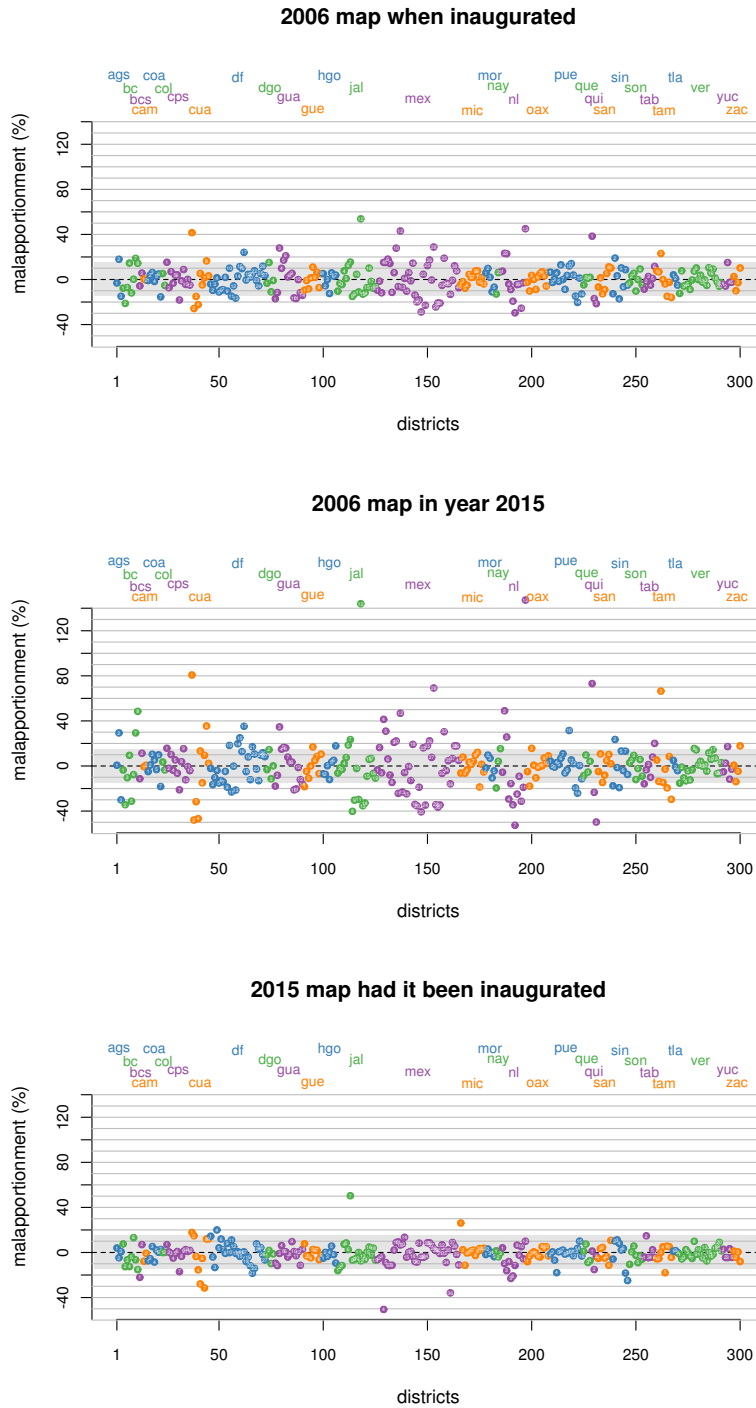 2006 map when inaugurated
ags coa df hgo mor pue sin tla
bc col dgo jal nay que son ver
bcs cps gua mex nl qui tab yuc
cam cua gue mic oax san tam zac
malapportionment (%)
120
80
40
0
-40
1 50 100 150 200 250 300
districts
2006 map in year 2015
ags coa df hgo mor pue sin tla
bc col dgo jal nay que son ver
bcs cps gua mex nl qui tab yuc
cam cua gue mic oax san tam zac
malapportionment (%)
120
80
40
0
-40
1 50 100 150 200 250 300
districts
2015 map had it been inaugurated
ags coa df hgo mor pue sin tla
bc col dgo jal nay que son ver
bcs cps gua mex nl qui tab yuc
cam cua gue mic oax san tam zac
malapportionment (%)
120
80
40
0
-40
1 50 100 150 200 250 300
districts